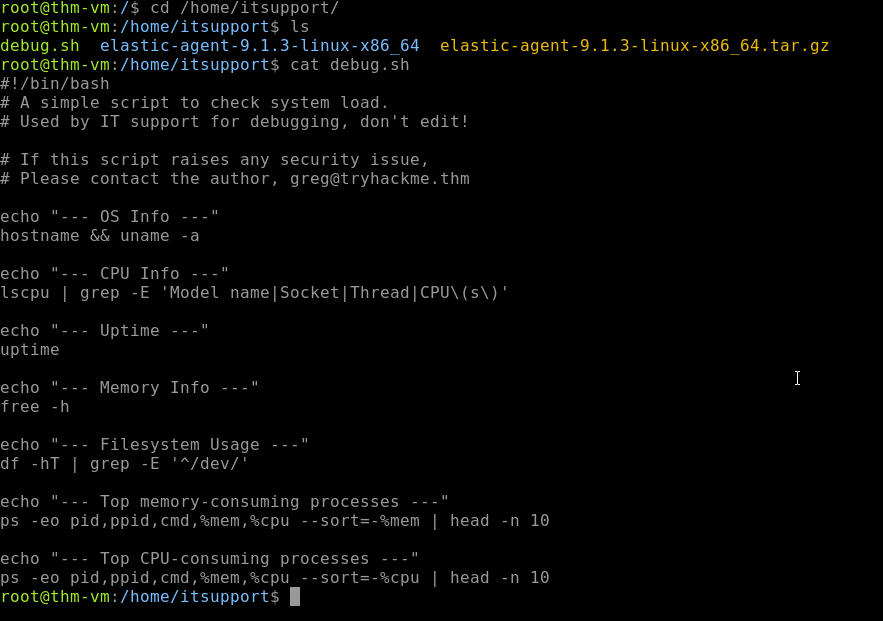 root@thm-vm:/$ cd /home/itsupport/
root@thm-vm:/home/itsupport$ ls
debug.sh  elastic-agent-9.1.3-linux-x86_64  elastic-agent-9.1.3-linux-x86_64.tar.gz
root@thm-vm:/home/itsupport$ cat debug.sh
#!/bin/bash
# A simple script to check system load.
# Used by IT support for debugging, don't edit!

# If this script raises any security issue,
# Please contact the author, greg@tryhackme.thm

echo "--- OS Info ---"
hostname && uname -a

echo "--- CPU Info ---"
lscpu | grep -E 'Model name|Socket|Thread|CPU\(s\)'

echo "--- Uptime ---"
uptime

echo "--- Memory Info ---"
free -h

echo "--- Filesystem Usage ---"
df -hT | grep -E '^/dev/'

echo "--- Top memory-consuming processes ---"
ps -eo pid,ppid,cmd,%mem,%cpu --sort=-%mem | head -n 10

echo "--- Top CPU-consuming processes ---"
ps -eo pid,ppid,cmd,%mem,%cpu --sort=-%cpu | head -n 10
root@thm-vm:/home/itsupport$